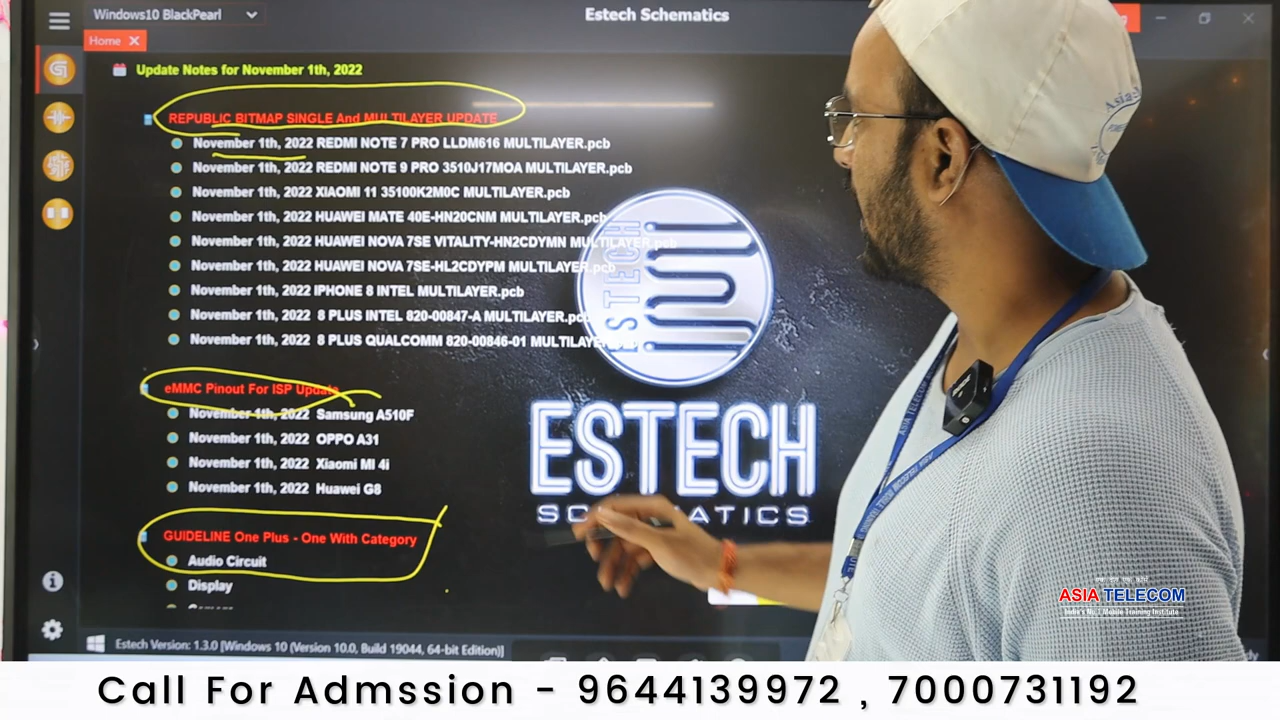 Windows10 BlackPearl
Estech Schematics
Home
Update Notes for November 1th, 2022
REPUBLIC BITMAP SINGLE And MULTILAYER UPDATE
November 1th, 2022 REDMI NOTE 7 PRO LLDM616 MULTILAYER.pcb
November 1th, 2022 REDMI NOTE 9 PRO 3510J17MOA MULTILAYER.pcb
November 1th, 2022 XIAOMI 11 35100K2M0C MULTILAYER.pcb
November 1th, 2022 HUAWEI MATE 40E-HN20CNM MULTILAYER.pcb
November 1th, 2022 HUAWEI NOVA 7SE VITALITY-HN2CDYMN MULTILAYER.pcb
November 1th, 2022 HUAWEI NOVA 7SE-HL2CDYPM MULTILAYER.pcb
November 1th, 2022 IPHONE 8 INTEL MULTILAYER.pcb
November 1th, 2022 8 PLUS INTEL 820-00847-A MULTILAYER.pcb
November 1th, 2022 8 PLUS QUALCOMM 820-00846-01 MULTILAYER
eMMC Pinout For ISP Update
November 1th, 2022 Samsung A510F
November 1th, 2022 OPPO A31
November 1th, 2022 Xiaomi MI 4i
November 1th, 2022 Huawei G8
GUIDELINE One Plus - One With Category
Audio Circuit
Display
ESTECH
ESTECH
Estech Version: 1.3.0 [Windows 10 (Version 10.0, Build 19044, 64-bit Edition)]
ASIA TELECOM
India's No.1 Mobile Training Institute
Call For Admssion - 9644139972 , 7000731192